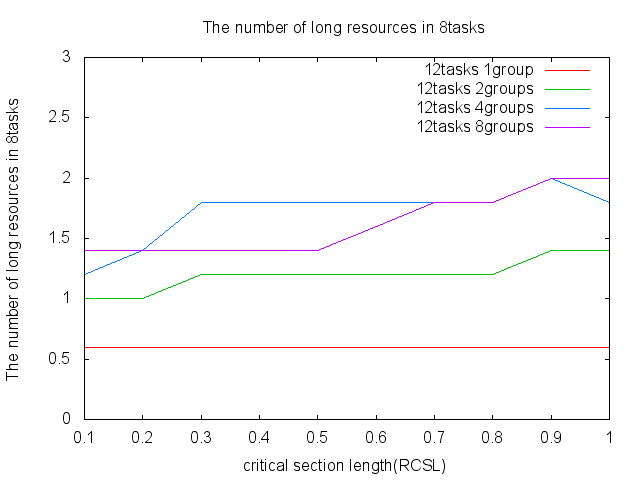 The number of long resources in 8tasks
The number of long resources in 8tasks
3
2.5
2
1.5
1
0.5
0
12tasks 1group
12tasks 2groups
12tasks 4groups
12tasks 8groups
0.1 0.2 0.3 0.4 0.5 0.6 0.7 0.8 0.9 1
critical section length(RCSL)